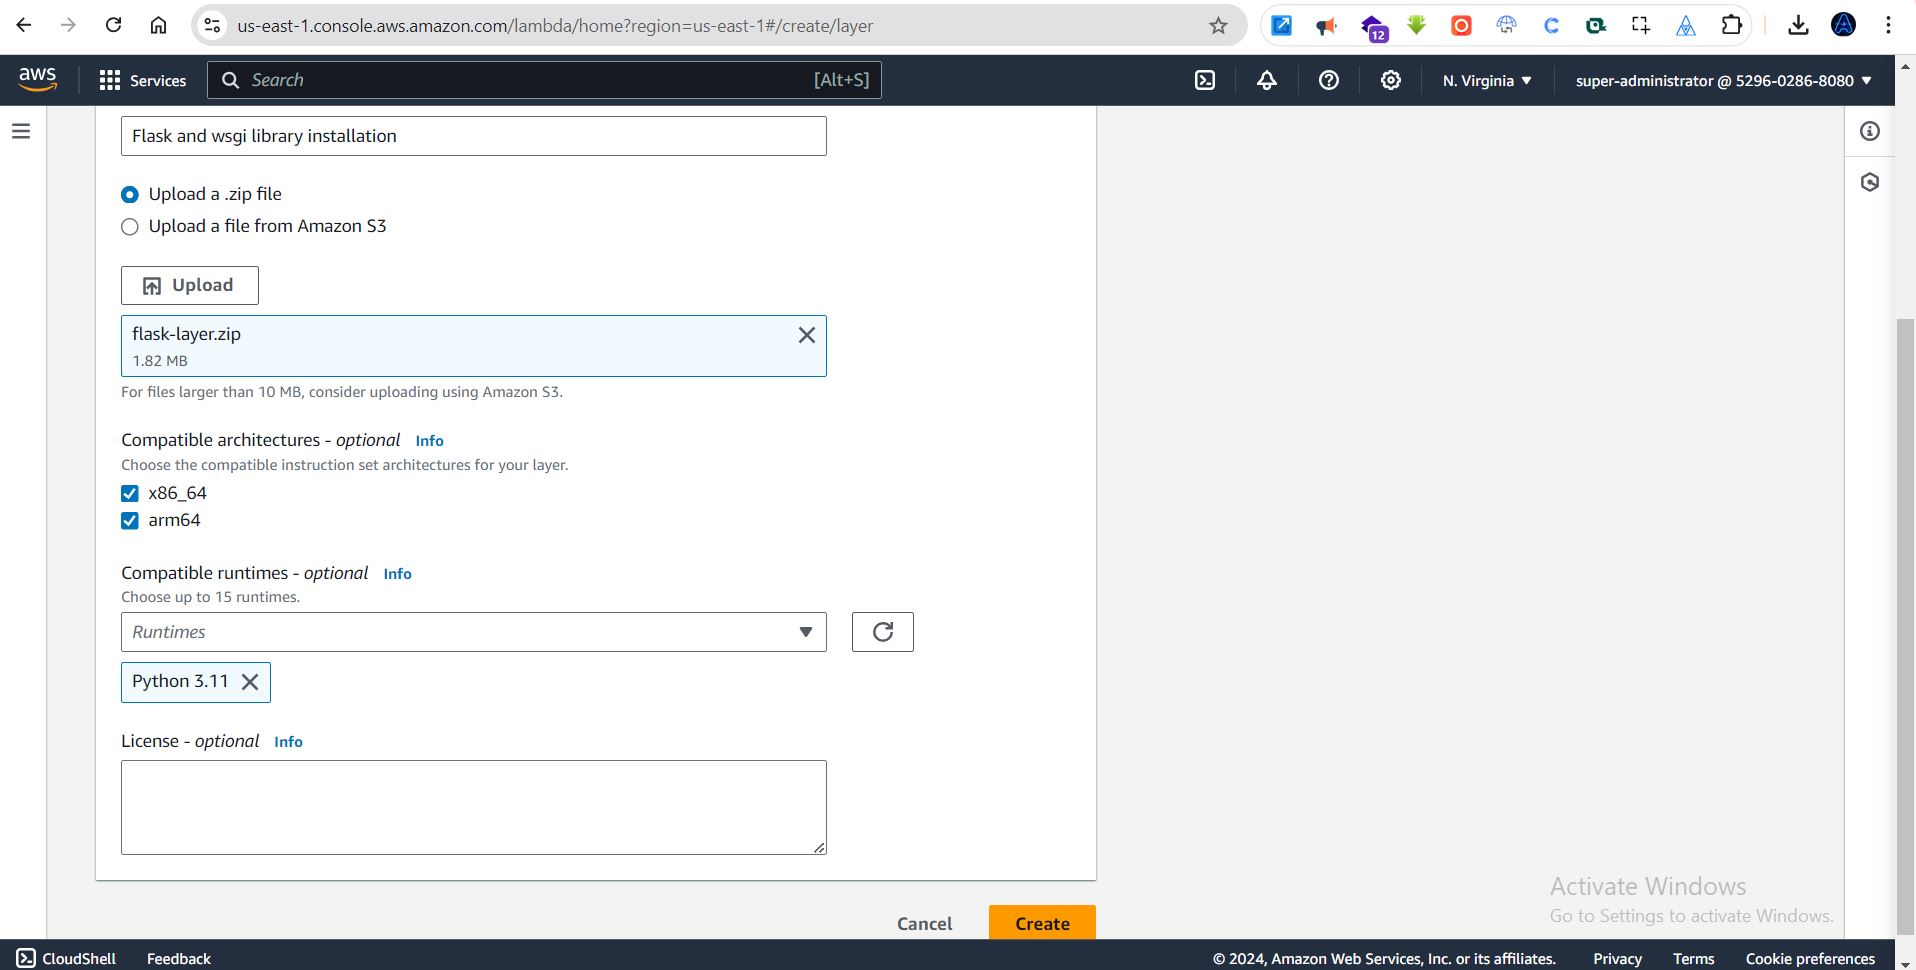 us-east-1.console.aws.amazon.com/lambda/home?region=us-east-1#/create/layer
12
aws
Services
Search
[Alt+S]
N. Virginia
super-administrator @ 5296-0286-8080
Flask and wsgi library installation
Upload a .zip file
Upload a file from Amazon S3
Upload
flask-layer.zip
1.82 MB
For files larger than 10 MB, consider uploading using Amazon S3.
Compatible architectures - optional Info
Choose the compatible instruction set architectures for your layer.
x86_64
arm64
Compatible runtimes - optional Info
Choose up to 15 runtimes.
Runtimes
Python 3.11
License - optional Info
Activate Windows
Go to Settings to activate Windows.
Cancel
Create
CloudShell
Feedback
© 2024, Amazon Web Services, Inc. or its affiliates.
Privacy
Terms
Cookie preferences